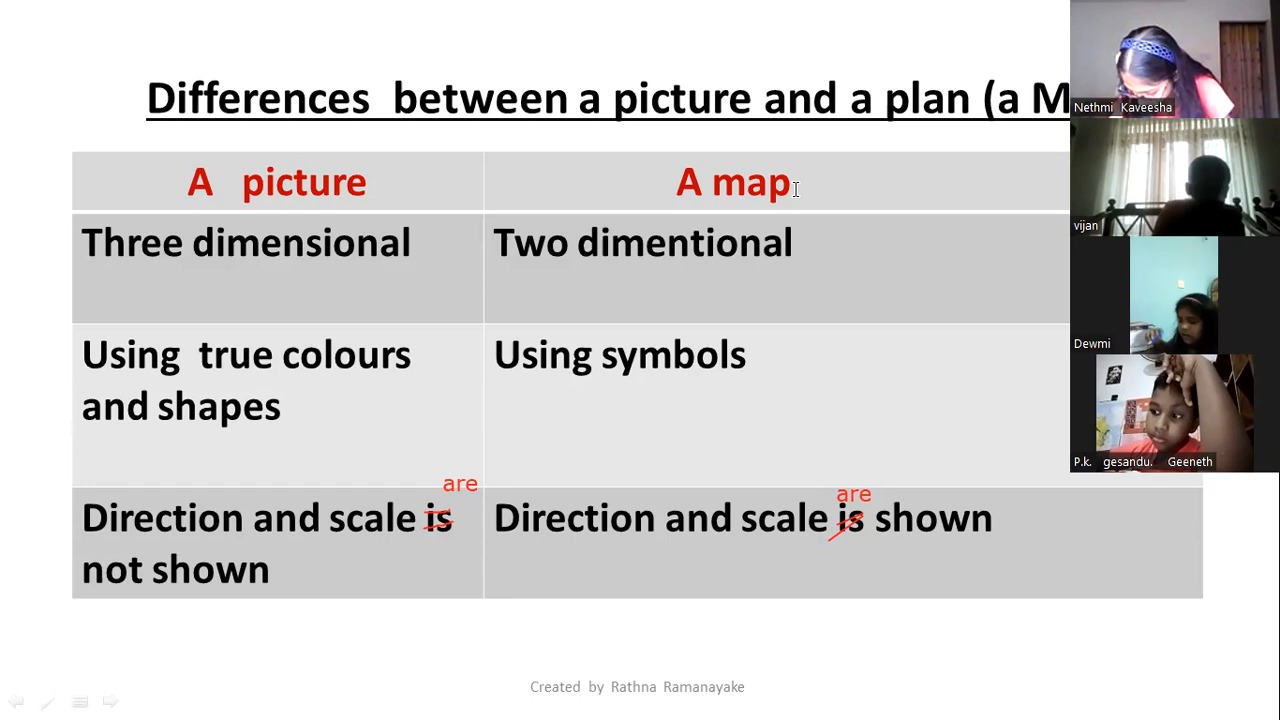 Differences between a picture and a plan (a M
A picture
A map
Three dimensional
Two dimentional
Using true colours
and shapes
Using symbols
are
Direction and scale is
not shown
are
Direction and scale is shown
Created by Rathna Ramanayake
Nethmi Kaveesha
vijan
Dewmi
P.k. gesandu. Geeneth